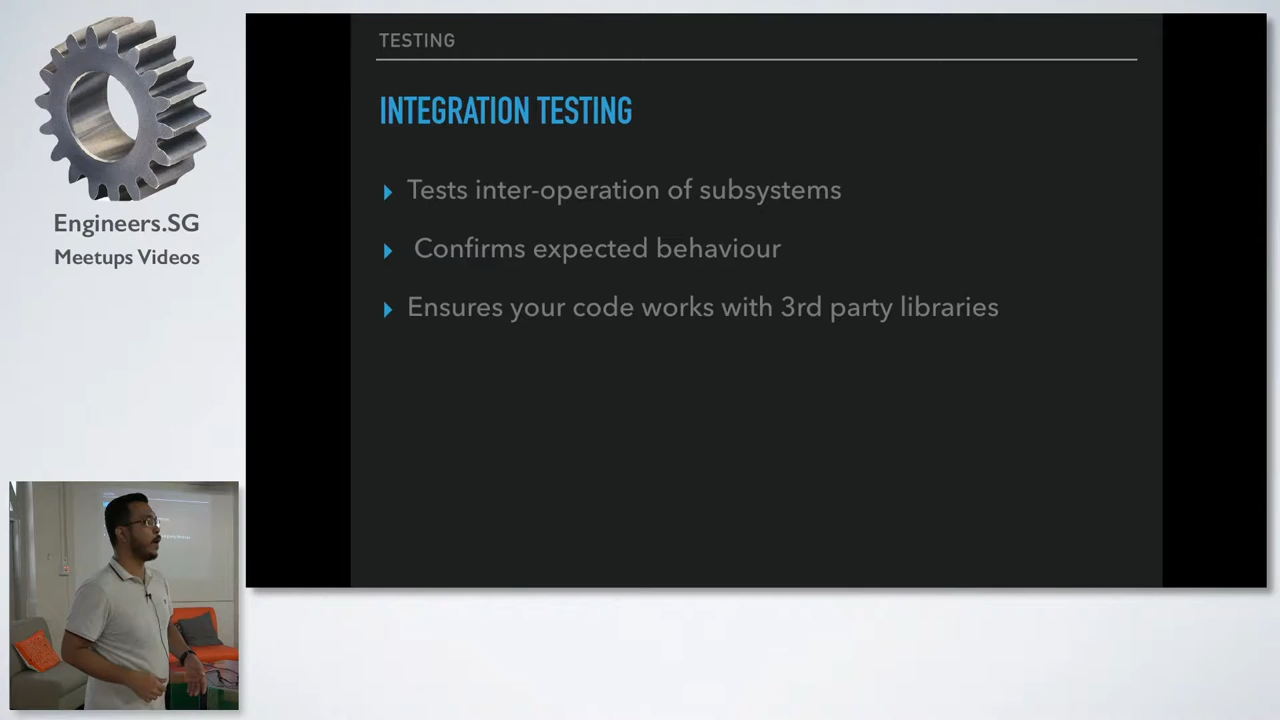 TESTING
INTEGRATION TESTING
Tests inter-operation of subsystems
Confirms expected behaviour
Ensures your code works with 3rd party libraries
Engineers.SG
Meetups Videos